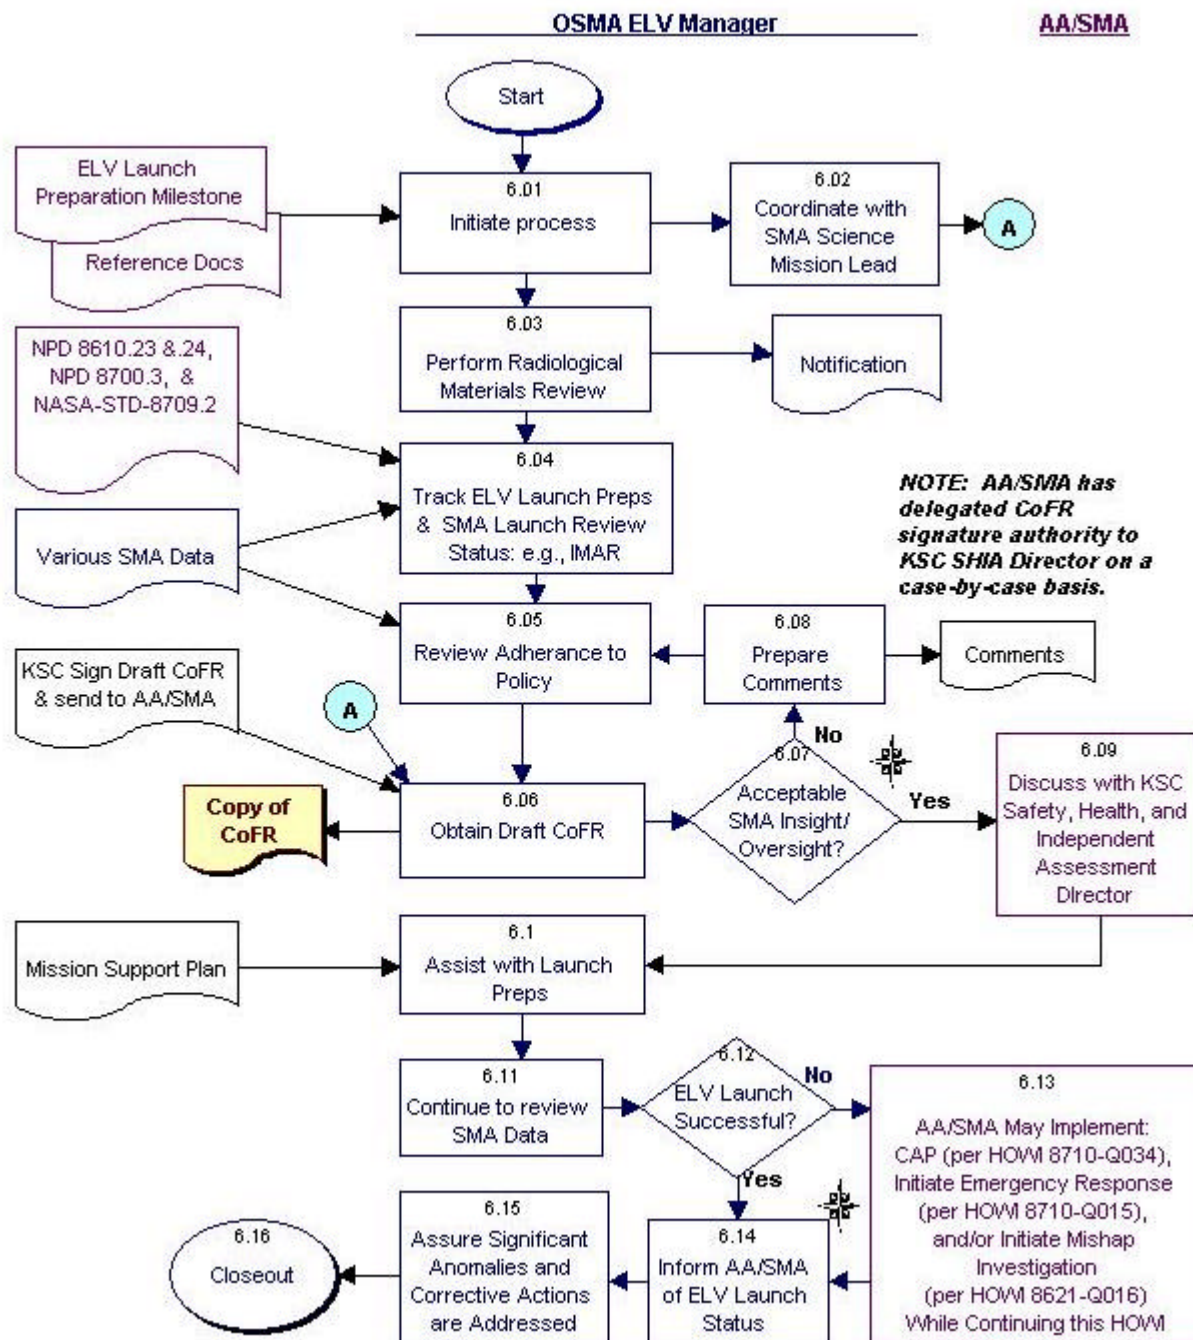 OSMA ELV Manager
AA/SMA
Start
ELV Launch
Preparation Milestone
Reference Docs
6.01
Initiate process
6.02
Coordinate with
SMA Science
Mission Lead
A
NPD 8610.23 &.24,
NPD 8700.3, &
NASA-STD-8709.2
6.03
Perform Radiological
Materials Review
Notification
6.04
Track ELV Launch Preps
& SMA Launch Review
Status: e.g., IMAR
NOTE: AA/SMA has
delegated CoFR
signature authority to
KSC SHIA Director on a
case-by-case basis.
Various SMA Data
6.05
Review Adherance to
Policy
6.08
Prepare
Comments
Comments
KSC Sign Draft CoFR
& send to AA/SMA
A
No
6.07
Acceptable
SMA Insight/
Oversight?
Yes
6.09
Discuss with KSC
Safety, Health, and
Independent
Assessment
Director
Copy of
CoFR
6.06
Obtain Draft CoFR
Mission Support Plan
6.1
Assist with Launch
Preps
6.11
Continue to review
SMA Data
6.12
ELV Launch
Successful?
No
Yes
6.13
AA/SMA May Implement:
CAP (per HOWI 8710-Q034),
Initiate Emergency Response
(per HOWI 8710-Q015),
and/or Initiate Mishap
Investigation
(per HOWI 8621-Q016)
While Continuing this HOWI
6.14
Inform AA/SMA
of ELV Launch
Status
6.15
Assure Significant
Anomalies and
Corrective Actions
are Addressed
6.16
Closeout